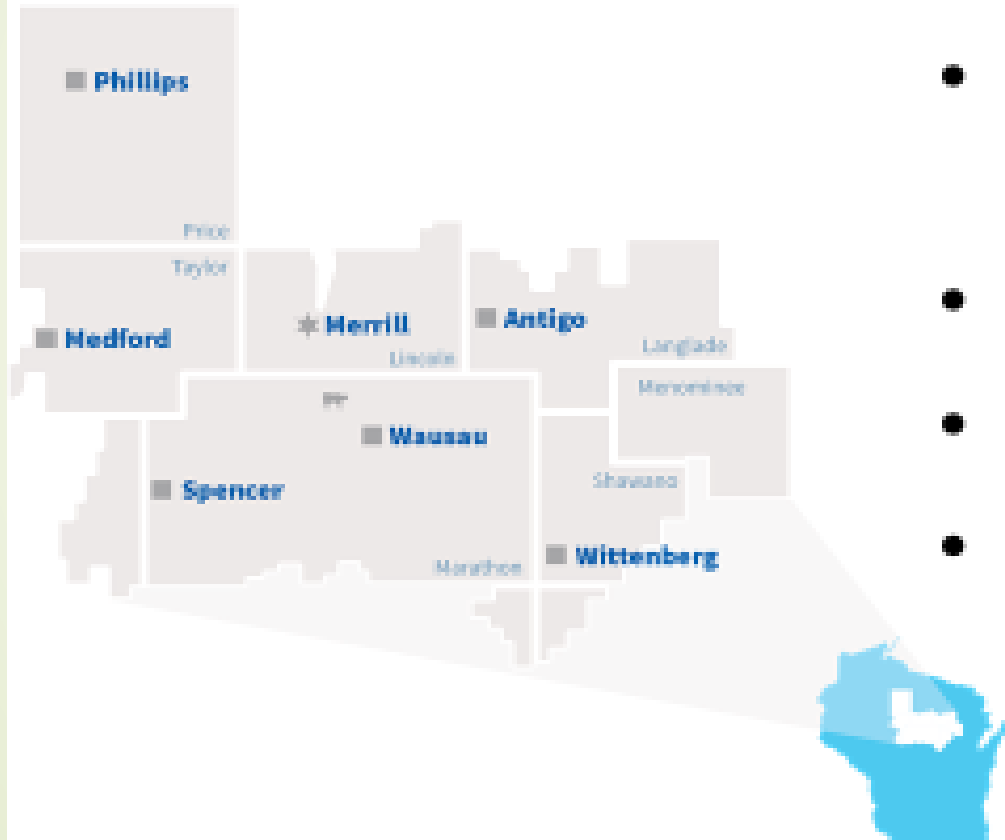 Phillips
Price
Taylor
Medford
Merrill
Lincoln
Antigo
Langlade
Menominee
Wausau
Spencer
Shawano
Marathon
Wittenberg